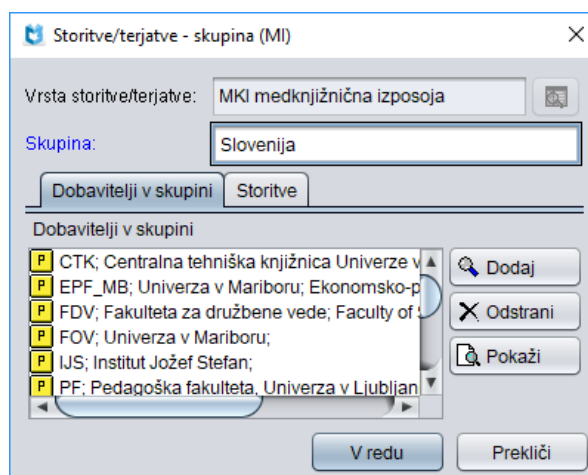 Storitve/terjatve - skupina (MI)
Vrsta storitve/terjatve: MKI medknjižnična izposoja
Skupina: Slovenija
Dobavitelji v skupini Storitve
Dobavitelji v skupini
P CTK; Centralna tehniška knjižnica Univerze v
P EPF_MB; Univerza v Mariboru; Ekonomsko-p
P FDV; Fakulteta za družbene vede; Faculty of
P FOV; Univerza v Mariboru;
P IJS; Institut Jožef Stefan;
P PF; Pedagoška fakulteta, Univerza v Ljubljan
Dodaj
Odstrani
Pokaži
V redu Prekliči